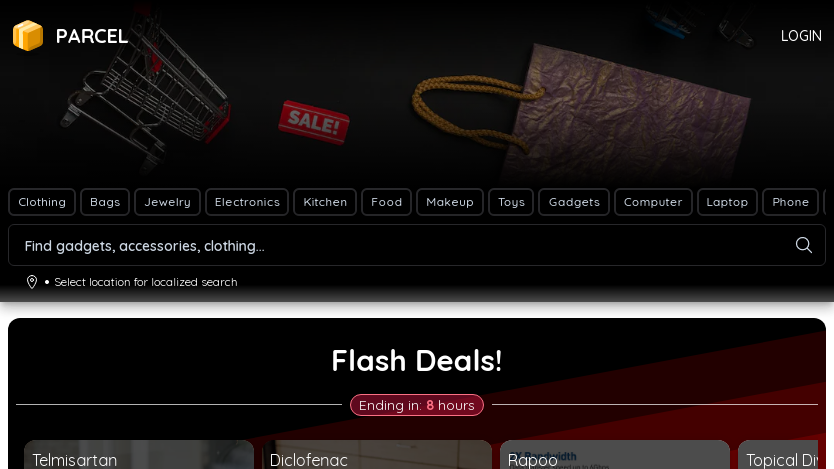 PARCEL
LOGIN
SALE!
Clothing
Bags
Jewelry
Electronics
Kitchen
Food
Makeup
Toys
Gadgets
Computer
Laptop
Phone
Find gadgets, accessories, clothing...
Select location for localized search
Flash Deals!
Ending in: 8 hours
Telmisartan
Diclofenac
Rapoo
Topical Di